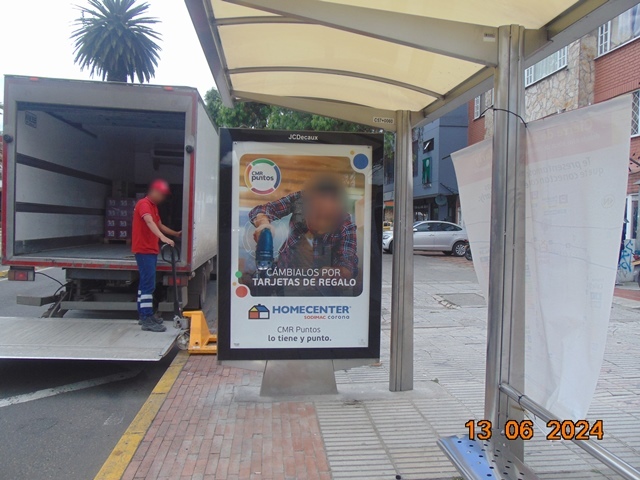 JCDecaux
CMR
puntos
CÁMBIALOS POR
TARJETAS DE REGALO
HOMECENTER
SODIMAC corona
CMR Puntos
lo tiene y punto.
13 06 2024